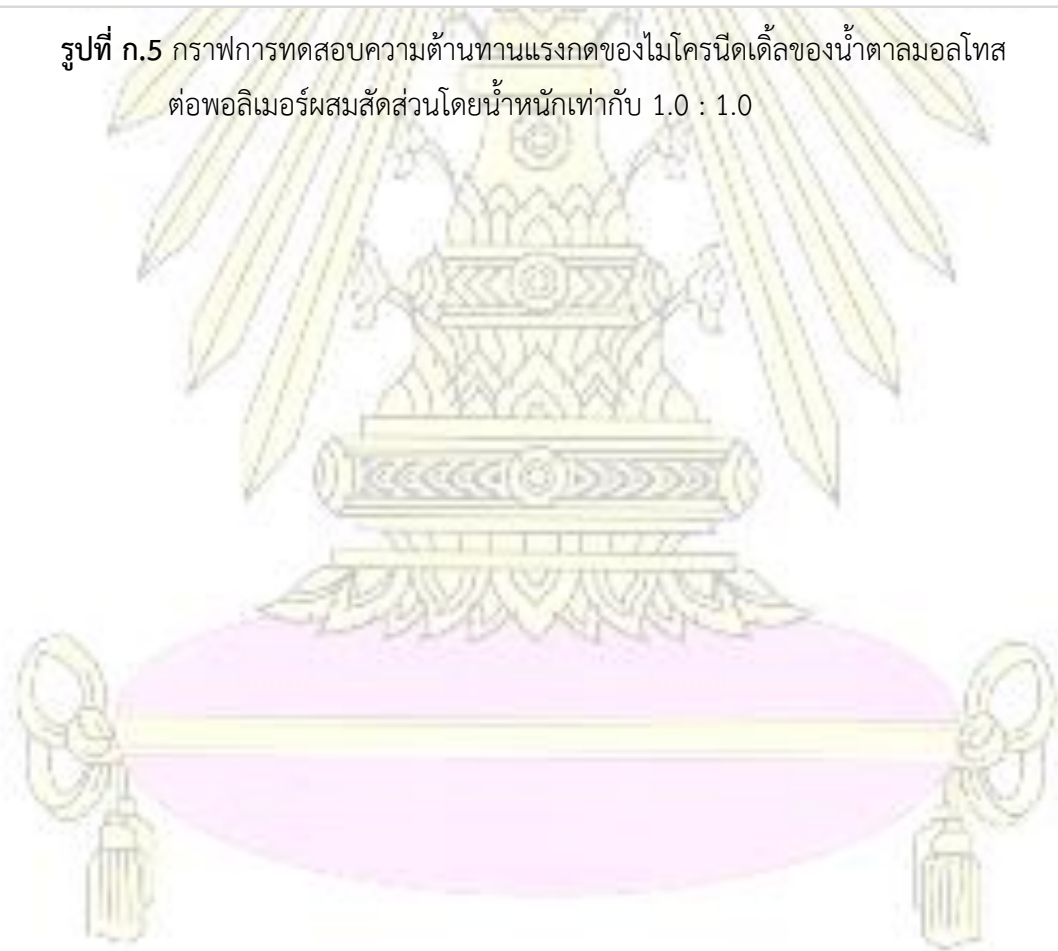 รูปที่ ก.5 กราฟการทดสอบความต้านทานแรงกดของไมโครนีดเดิ้ลของน้ำตาลมอลโทส
ต่อพอลิเมอร์ผสมสัดส่วนโดยน้ำหนักเท่ากับ 1.0 : 1.0